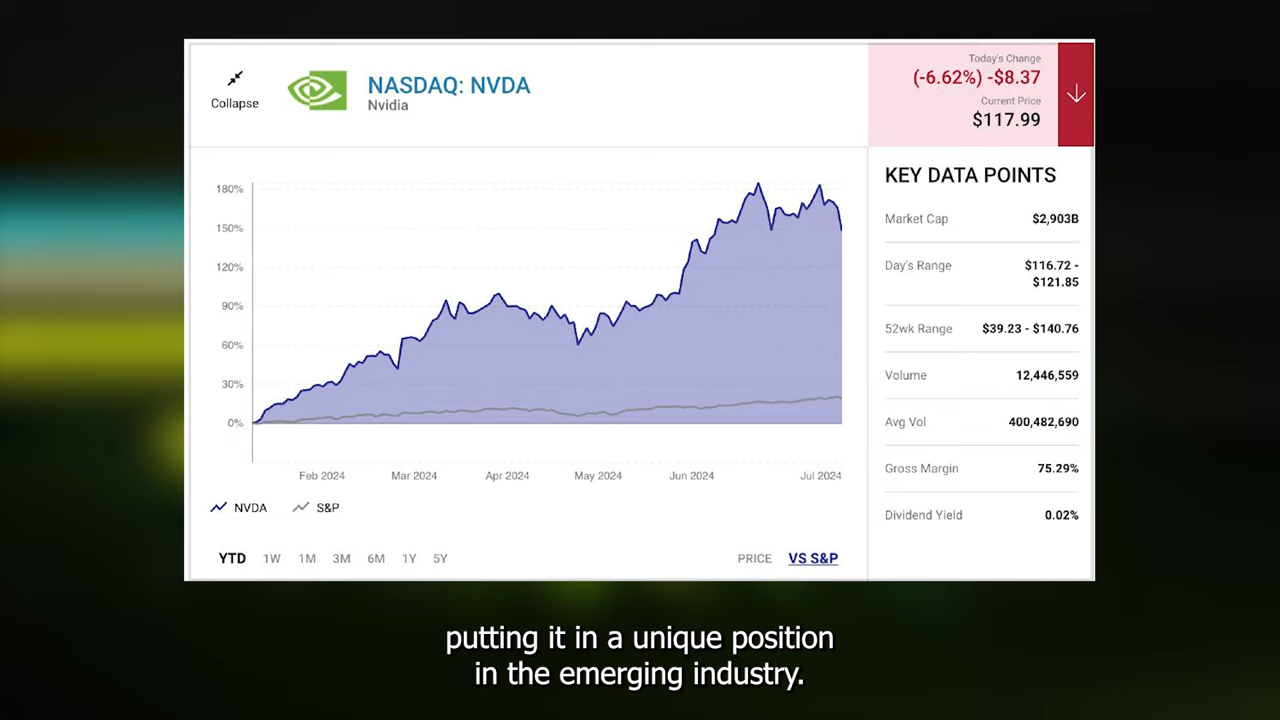 Collapse
NASDAQ: NVDA
Nvidia
Today's Change
(-6.62%) -$8.37
Current Price
$117.99
180%
150%
120%
90%
60%
30%
0%
Feb 2024 Mar 2024 Apr 2024 May 2024 Jun 2024 Jul 2024
NVDA S&P
YTD 1W 1M 3M 6M 1Y 5Y PRICE VS S&P
KEY DATA POINTS
Market Cap $2,903B
Day's Range $116.72 -
$121.85
52wk Range $39.23 - $140.76
Volume 12,446,559
Avg Vol 400,482,690
Gross Margin 75.29%
Dividend Yield 0.02%
putting it in a unique position
in the emerging industry.